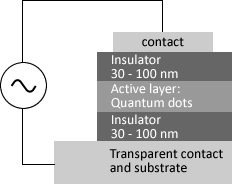 contact
Insulator
30 - 100 nm
Active layer:
Quantum dots
Insulator
30 - 100 nm
Transparent contact
and substrate